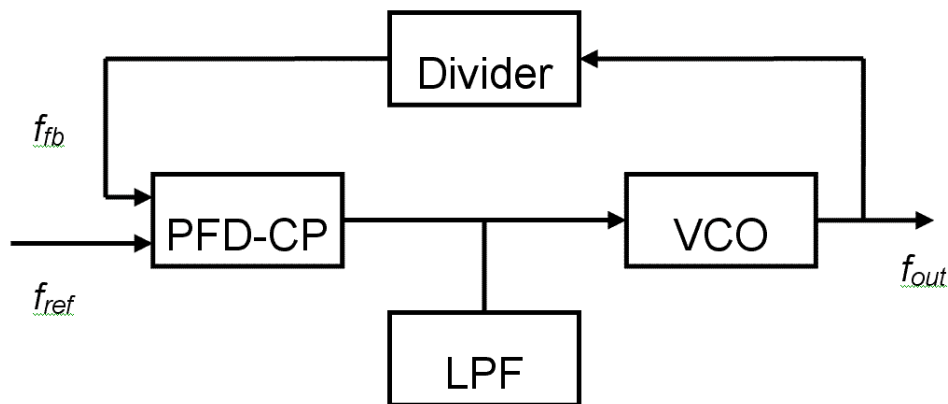 Divider
f_fb
PFD-CP
VCO
f_ref
f_out
LPF